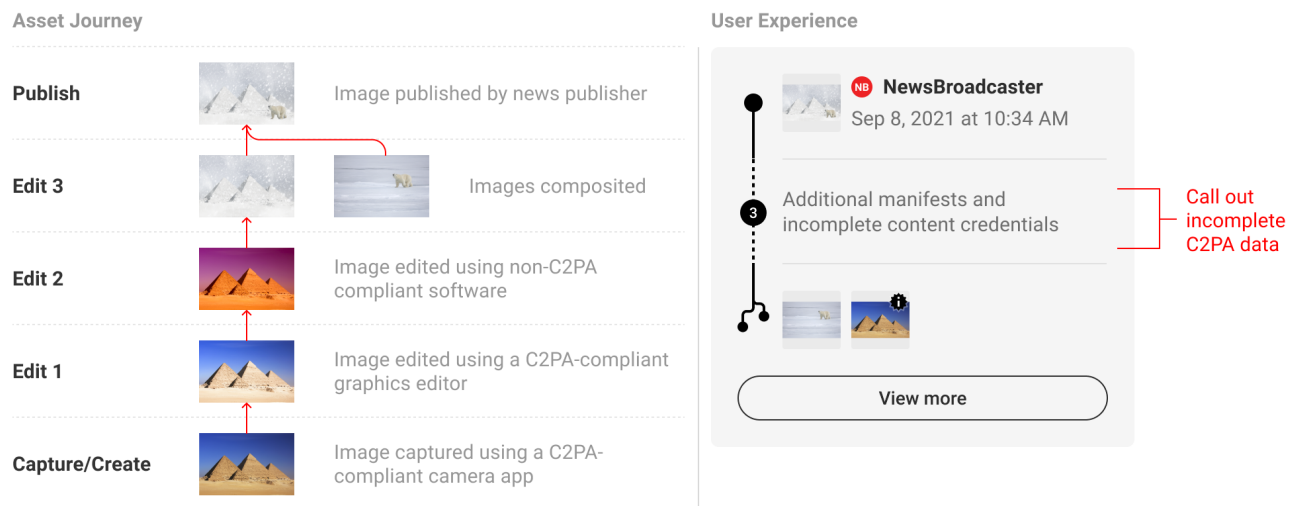 Asset Journey
Publish
Image published by news publisher
Edit 3
Images composited
Edit 2
Image edited using non-C2PA
compliant software
Edit 1
Image edited using a C2PA-compliant
graphics editor
Capture/Create
Image captured using a C2PA-
compliant camera app
User Experience
NB NewsBroadcaster
Sep 8, 2021 at 10:34 AM
3
Additional manifests and
incomplete content credentials
i
View more
Call out
incomplete
C2PA data